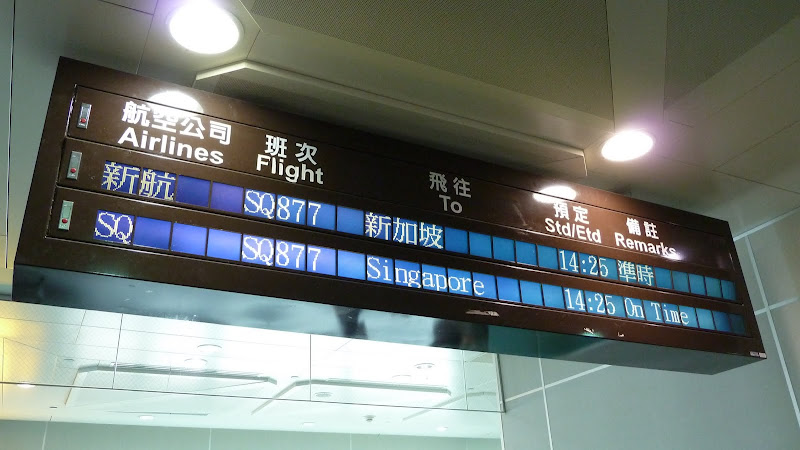 航空公司 班次 飛往 預定 備註
Airlines Flight To Std/Etd Remarks
新航 SQ877 新加坡 14:25 準時
SQ SQ877 Singapore 14:25 On Time